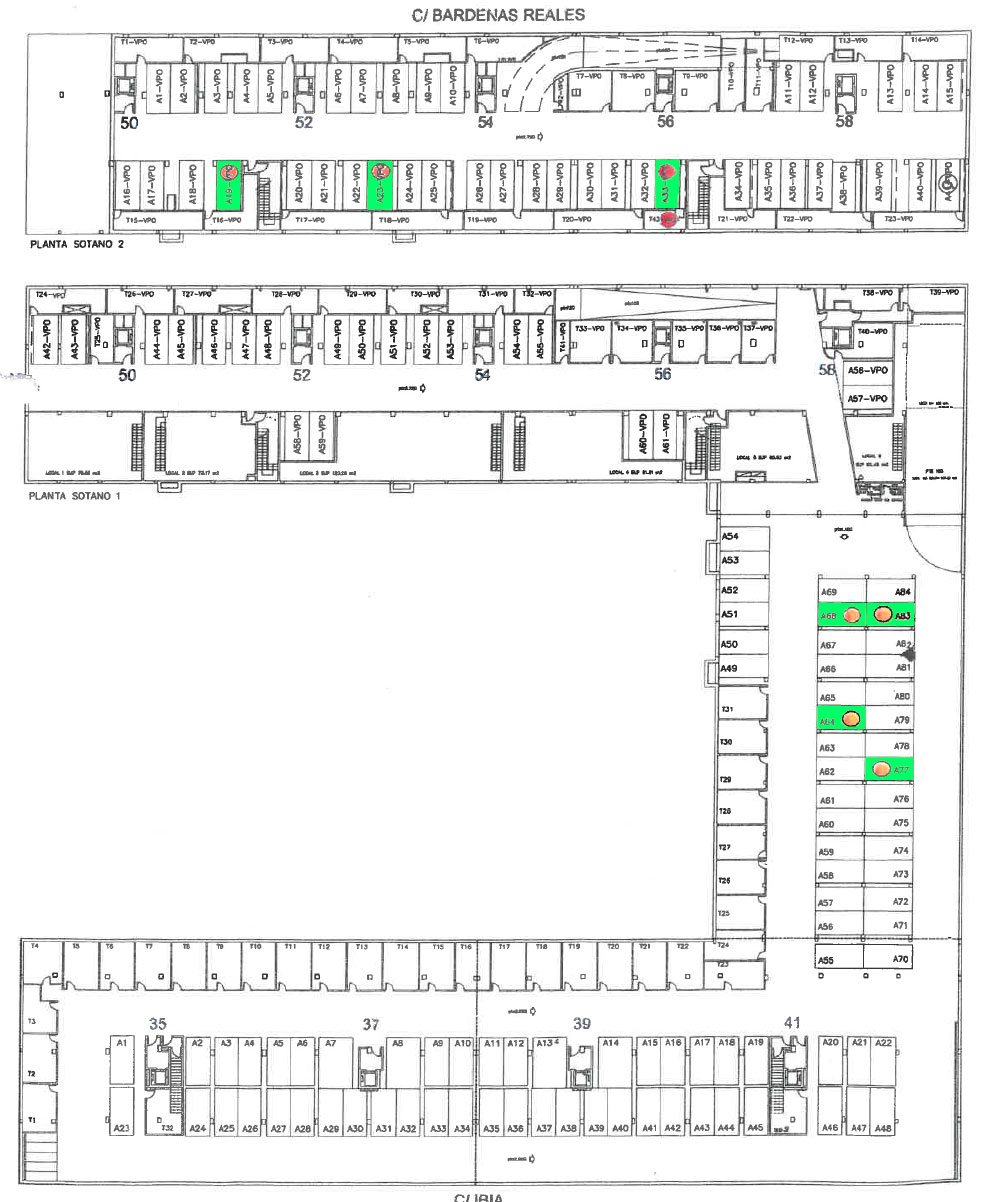 C/ BARDENAS REALES
T1-VPO T2-VPO T3-VPO T4-VPO T5-VPO T6-VPO T12-VPO T13-VPO T14-VPO
T7-VPO T8-VPO T9-VPO T10-VPO T11-VPO
A1-VPO A2-VPO A3-VPO A4-VPO A5-VPO A6-VPO A7-VPO A8-VPO A9-VPO A10-VPO A11-VPO A12-VPO A13-VPO A14-VPO A15-VPO
50 52 54 56 58
A16-VPO A17-VPO A18-VPO A20-VPO A21-VPO A22-VPO A24-VPO A25-VPO A26-VPO A27-VPO A28-VPO A29-VPO A30-VPO A31-VPO A32-VPO A34-VPO A35-VPO A36-VPO A37-VPO A38-VPO A39-VPO A40-VPO
T15-VPO T16-VPO T17-VPO T18-VPO T19-VPO T20-VPO T21-VPO T22-VPO T23-VPO
PLANTA SOTANO 2
T24-VPO T26-VPO T27-VPO T28-VPO T29-VPO T30-VPO T31-VPO T32-VPO T38-VPO T39-VPO
A42-VPO A43-VPO T25-VPO A44-VPO A45-VPO A46-VPO A47-VPO A48-VPO A49-VPO A50-VPO A51-VPO A52-VPO A53-VPO A54-VPO A55-VPO T41-VPO T33-VPO T34-VPO T35-VPO T36-VPO T37-VPO T40-VPO
A56-VPO
50 52 54 56 58
A57-VPO
A58-VPO A59-VPO A60-VPO A61-VPO
PLANTA SOTANO 1
A54
A53
A52 A69 A84
A51 A68 A83
A50 A67 A82
A49 A66 A81
T31 A65 A80
A64 A79
T30 A63 A78
T29 A62 A77
T28 A61 A76
A60 A75
T27 A59 A74
T26 A58 A73
T25 A57 A72
A56 A71
T4 T5 T6 T7 T8 T9 T10 T11 T12 T13 T14 T15 T16 T17 T18 T19 T20 T21 T22 T24
A55 A70
T23
T3
35 37 39 41
A1 A2 A3 A4 A5 A6 A7 A8 A9 A10 A11 A12 A13 A14 A15 A16 A17 A18 A19 A20 A21 A22
T2
T1
A23 T32 A24 A25 A26 A27 A28 A29 A30 A31 A32 A33 A34 A35 A36 A37 A38 A39 A40 A41 A42 A43 A44 A45 A46 A47 A48